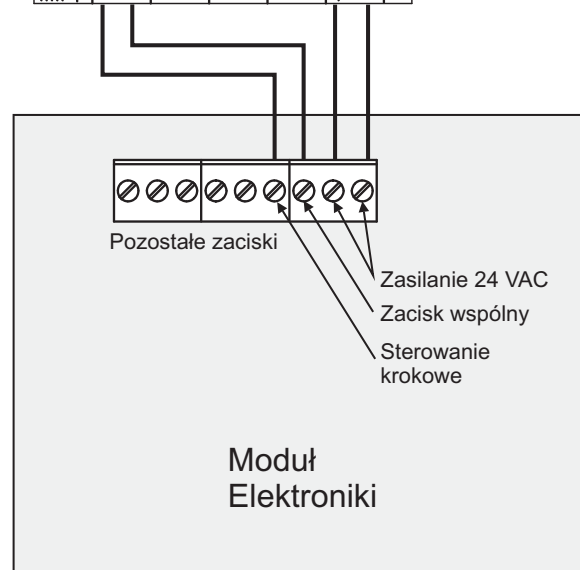 Pozostałe zaciski
Zasilanie 24 VAC
Zacisk wspólny
Sterowanie
krokowe
Moduł
Elektroniki